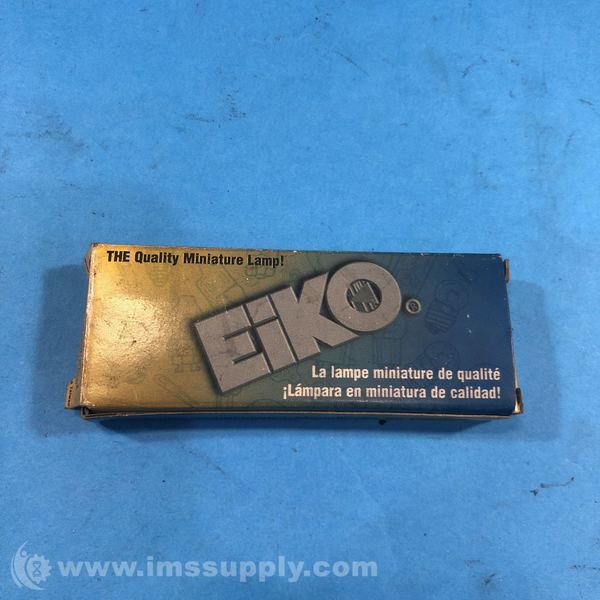 THE Quality Miniature Lamp!
EiKO®
La lampe miniature de qualité
¡Lámpara en miniatura de calidad!
www.imssupply.com